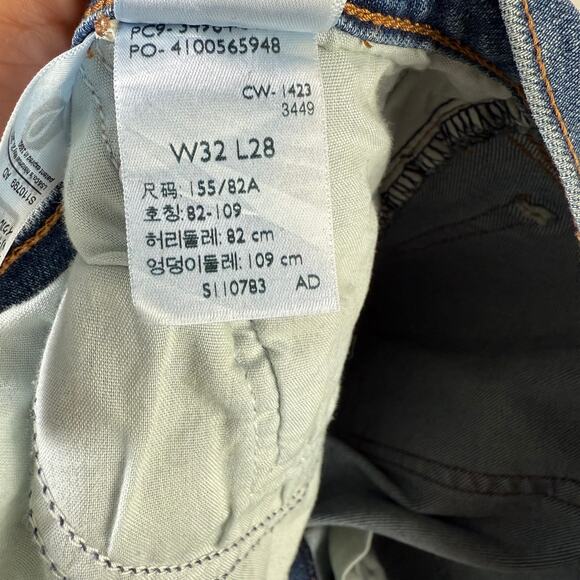 PO- 4100565948
CW- 1423
3449
W32 L28
尺码: 155/82A
호칭: 82-109
허리둘레: 82 cm
엉덩이둘레: 109 cm
S110783 AD